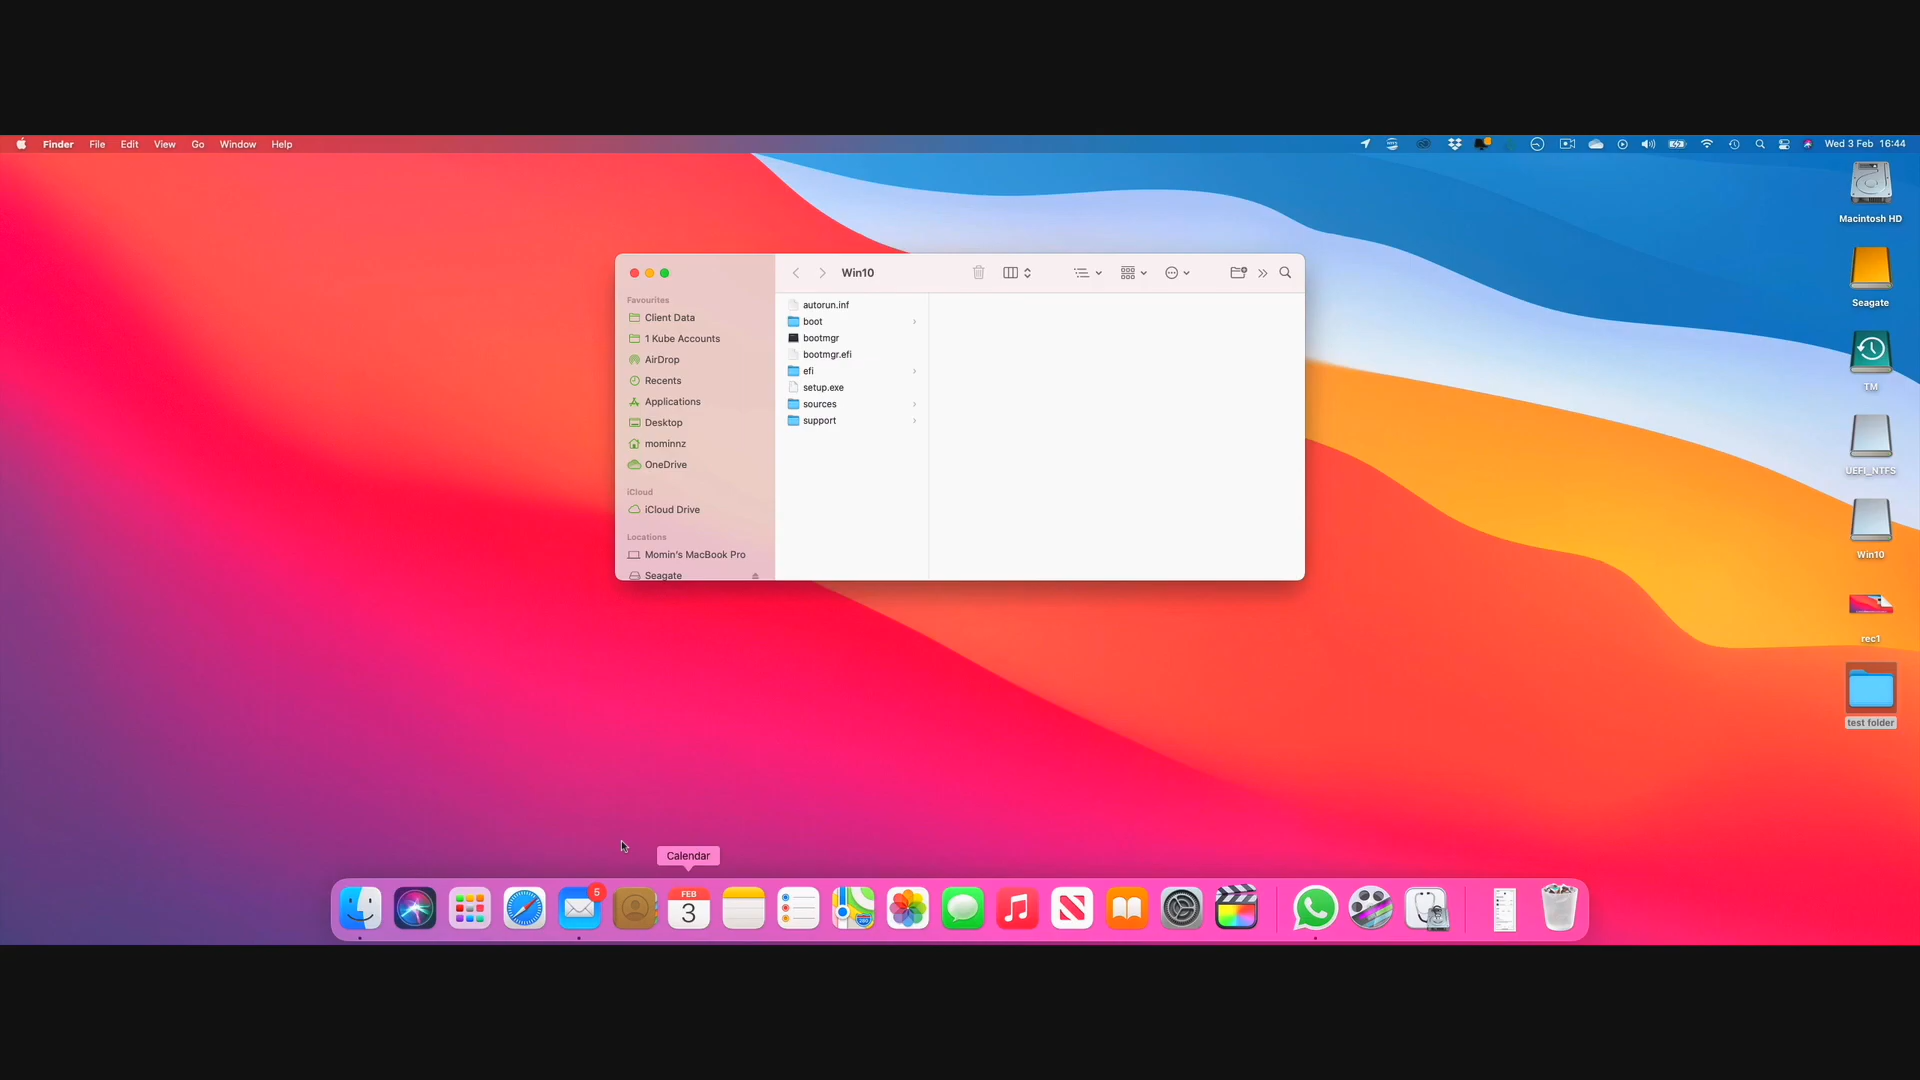 Finder File Edit View Go Window Help
Wed 3 Feb 16:44
Macintosh HD
Seagate
TM
UEFI_NTFS
Win10
rec1
test folder
Win10
Favourites
Client Data
1 Kube Accounts
AirDrop
Recents
Applications
Desktop
mominnz
OneDrive
iCloud
iCloud Drive
Locations
Momin's MacBook Pro
Seagate
autorun.inf
boot
bootmgr
bootmgr.efi
efi
setup.exe
sources
support
Calendar
5
FEB
3
280